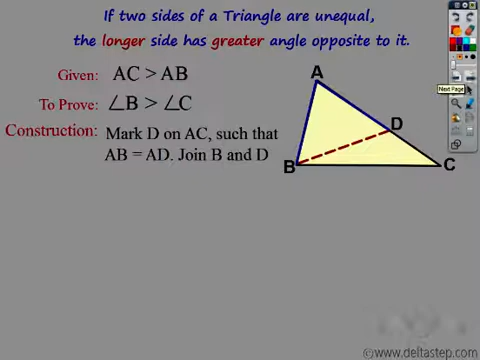 If two sides of a Triangle are unequal,
the longer side has greater angle opposite to it.
Given: AC > AB
To Prove: ∠B > ∠C
Construction: Mark D on AC, such that
AB = AD. Join B and D
A
D
B
C
Next Page
©www.deltastep.com